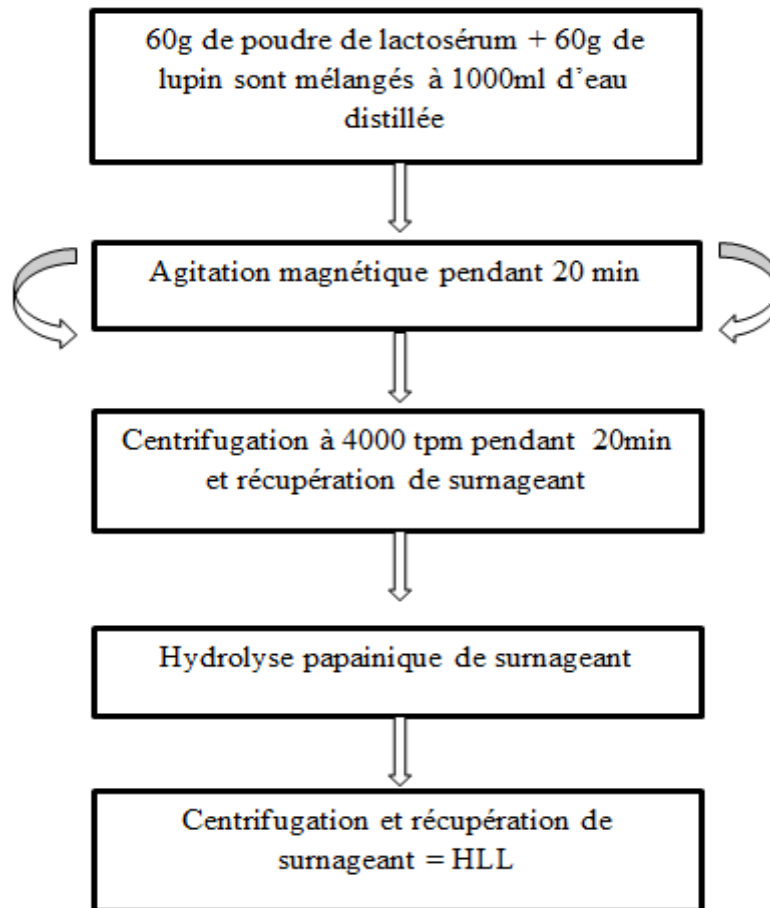 60g de poudre de lactosérum + 60g de
lupin sont mélangés à 1000ml d’eau
distillée
Agitation magnétique pendant 20 min
Centrifugation à 4000 tpm pendant 20min
et récupération de surnageant
Hydrolyse papainique de surnageant
Centrifugation et récupération de
surnageant = HLL